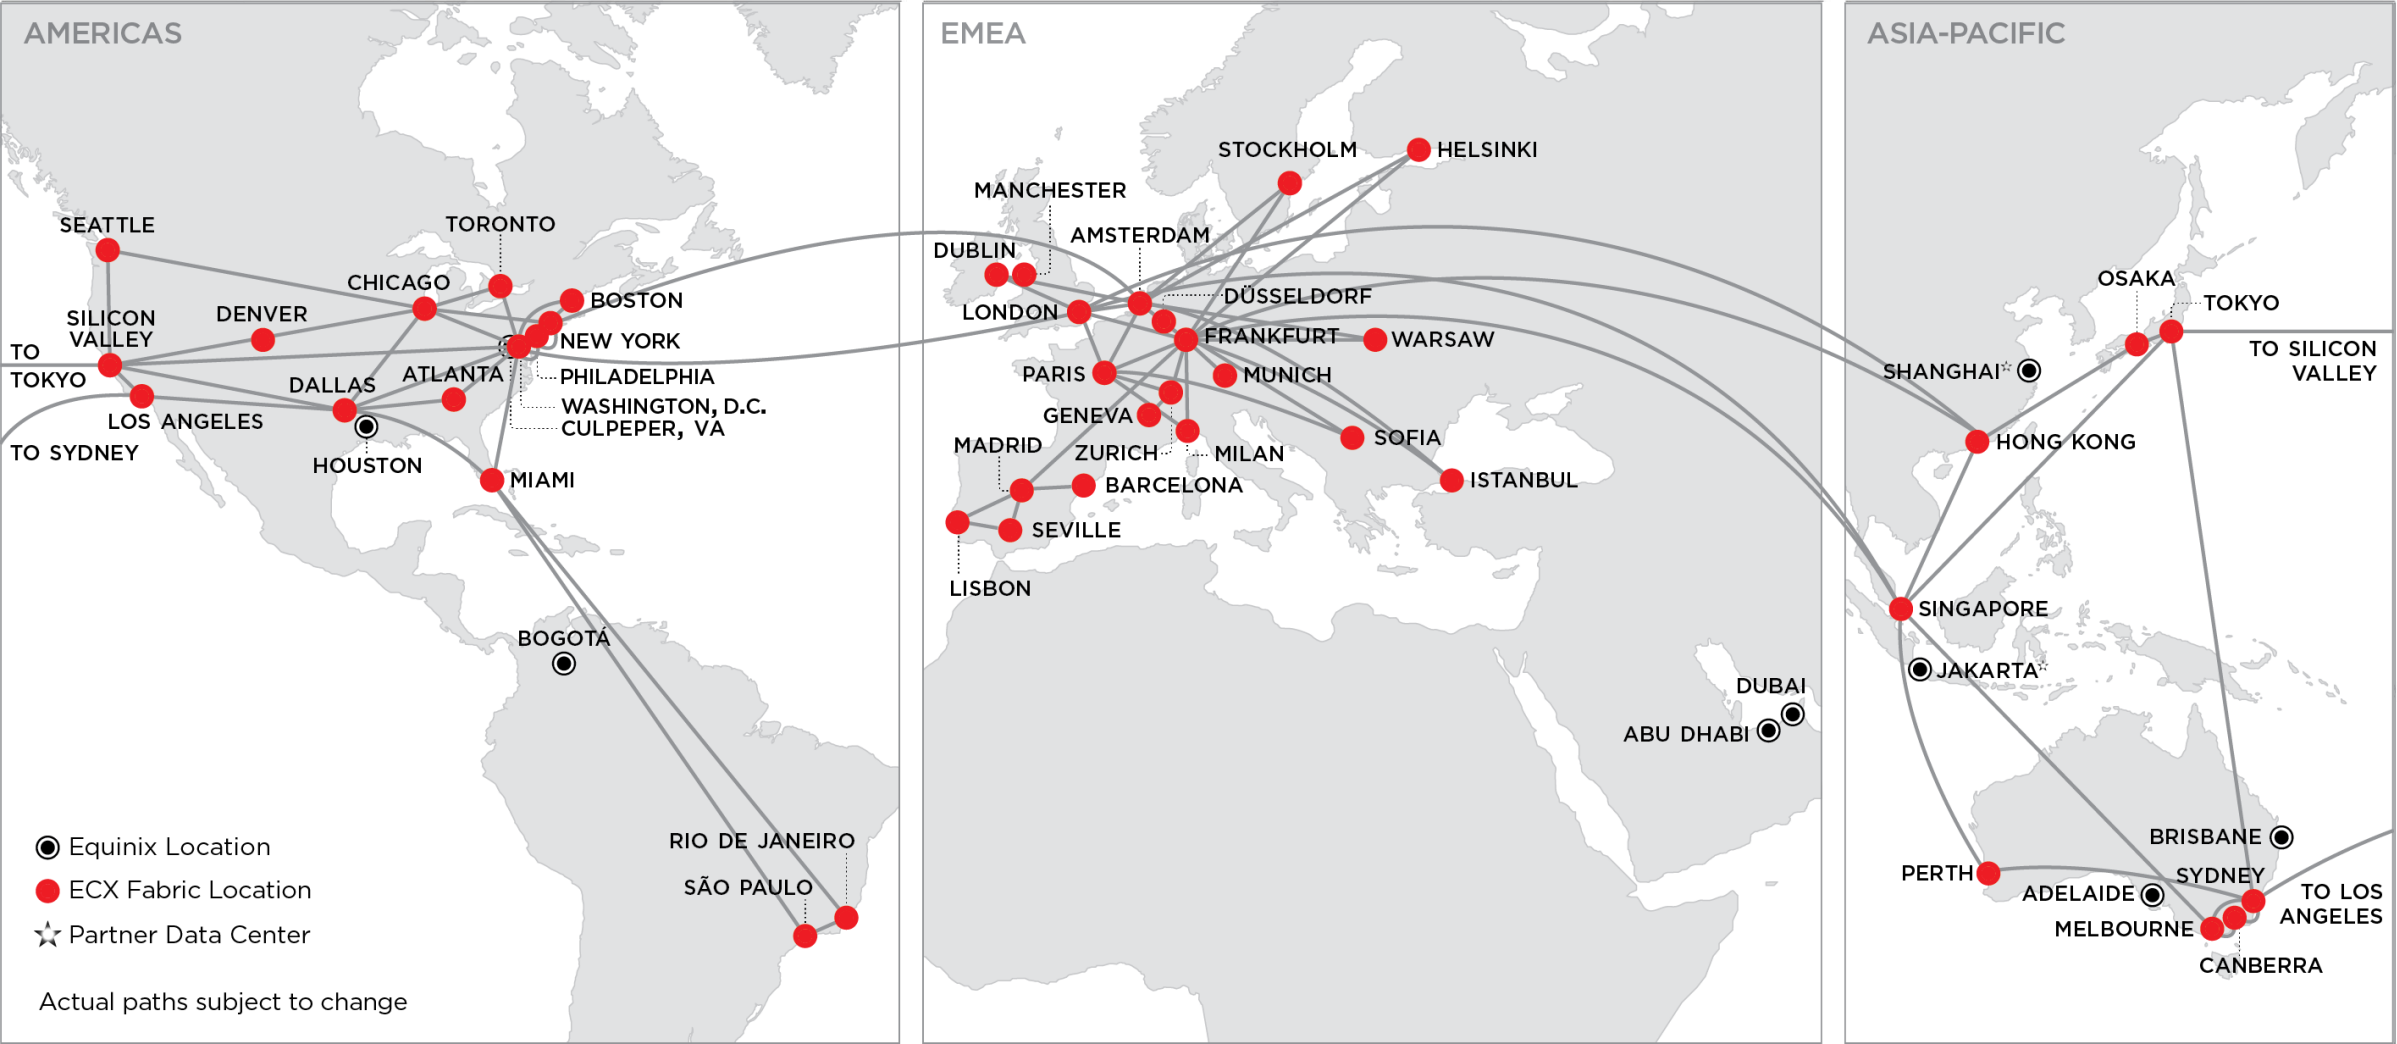 AMERICAS
SEATTLE
TORONTO
CHICAGO
BOSTON
DENVER
SILICON
VALLEY
NEW YORK
TO
TOKYO
DALLAS
ATLANTA
PHILADELPHIA
WASHINGTON, D.C.
LOS ANGELES
CULPEPER, VA
TO SYDNEY
HOUSTON
MIAMI
BOGOTÁ
RIO DE JANEIRO
SÃO PAULO
Equinix Location
ECX Fabric Location
Partner Data Center
Actual paths subject to change
EMEA
STOCKHOLM
HELSINKI
MANCHESTER
AMSTERDAM
DUBLIN
DÜSSELDORF
LONDON
FRANKFURT
WARSAW
PARIS
MUNICH
GENEVA
SOFIA
MADRID
ZURICH
MILAN
ISTANBUL
BARCELONA
SEVILLE
LISBON
DUBAI
ABU DHABI
ASIA-PACIFIC
OSAKA
TOKYO
TO SILICON
VALLEY
SHANGHAI☆
HONG KONG
SINGAPORE
JAKARTA☆
BRISBANE
PERTH
SYDNEY
ADELAIDE
TO LOS
ANGELES
MELBOURNE
CANBERRA